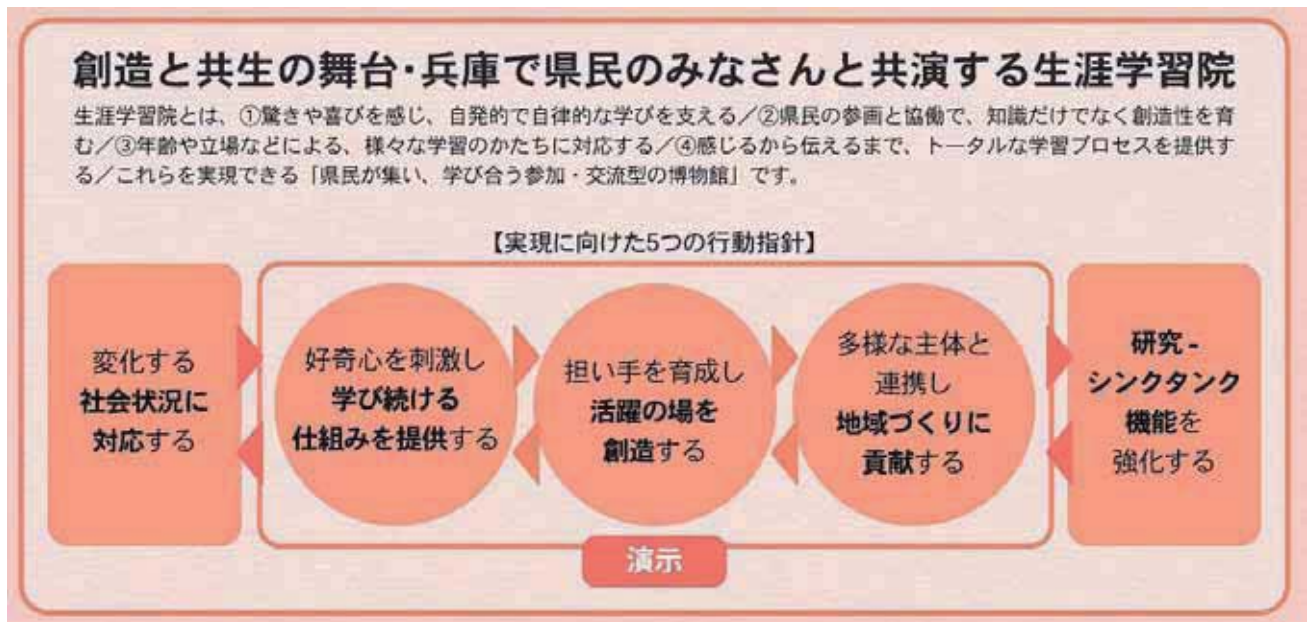 創造と共生の舞台・兵庫で県民のみなさんと共演する生涯学習院
生涯学習院とは、①驚きや喜びを感じ、自発的で自律的な学びを支える／②県民の参画と協働で、知識だけでなく創造性を育
む／③年齢や立場などによる、様々な学習のかたちに対応する／④感じるから伝えるまで、トータルな学習プロセスを提供す
る／これらを実現できる「県民が集い、学び合う参加・交流型の博物館」です。
【実現に向けた5つの行動指針】
変化する
社会状況に
対応する
好奇心を刺激し
学び続ける
仕組みを提供する
担い手を育成し
活躍の場を
創造する
多様な主体と
連携し
地域づくりに
貢献する
研究-
シンクタンク
機能を
強化する
演示